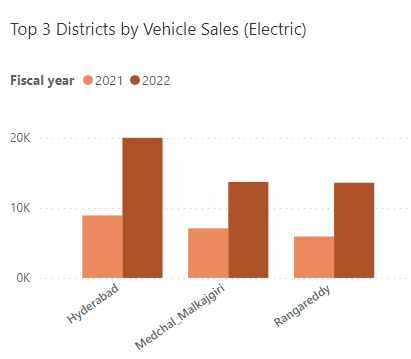 Top 3 Districts by Vehicle Sales (Electric)
Fiscal year 2021 2022
20K
10K
0K
Hyderabad
Medchal_Malkajgiri
Rangareddy